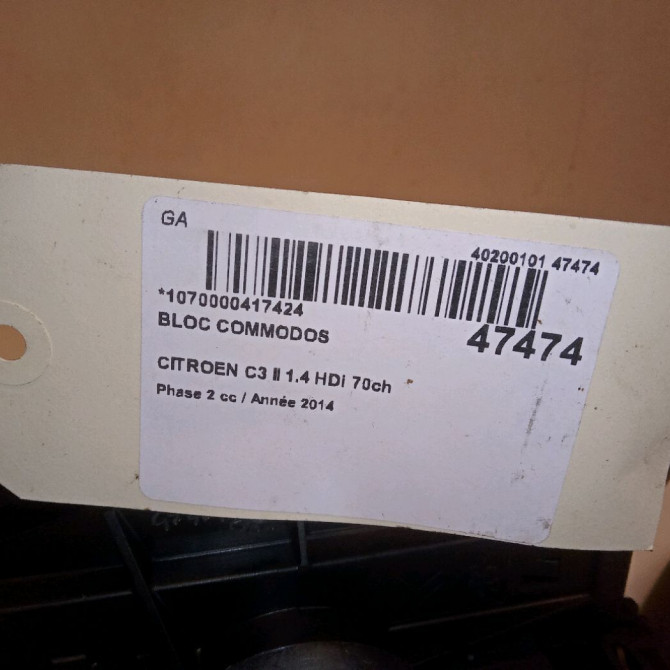 GA
40200101 47474
*1070000417424
BLOC COMMODOS
47474
CITROEN C3 II 1.4 HDi 70ch
Phase 2 cc / Année 2014